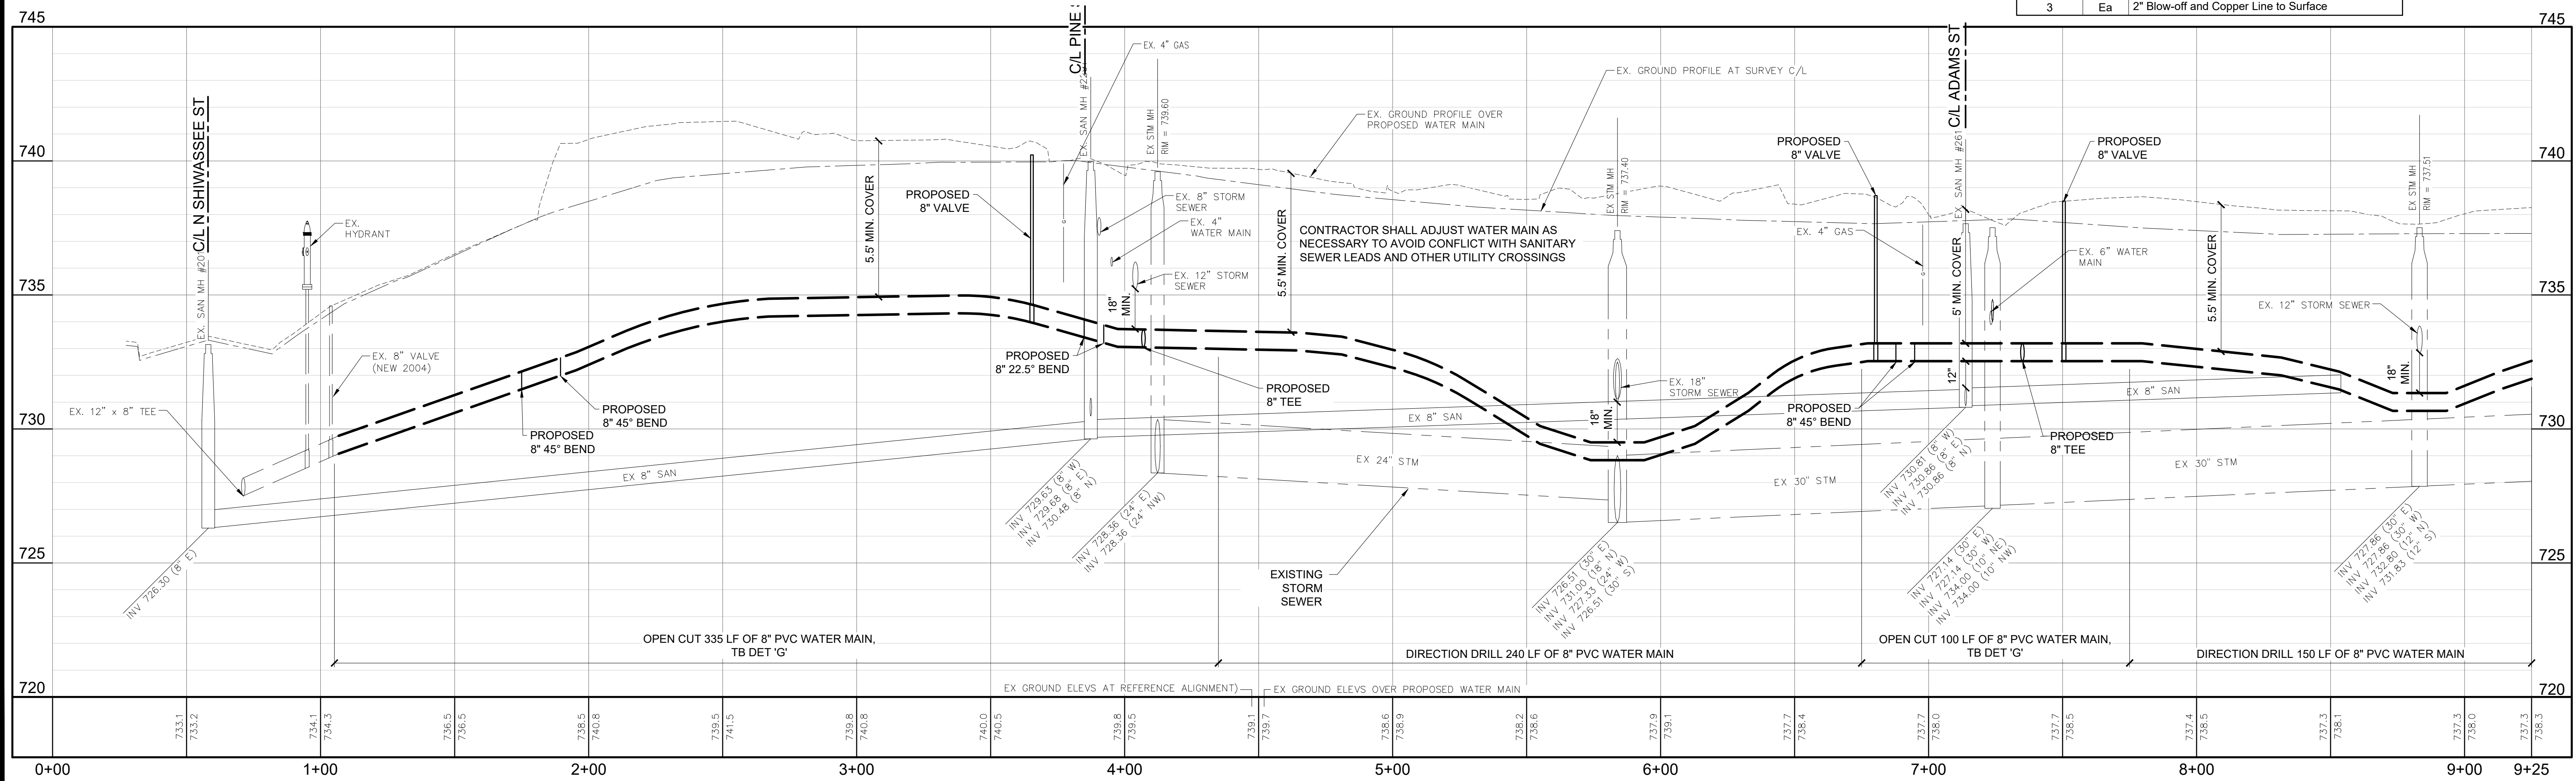 3 Ea 2" Blow-off and Copper Line to Surface
745
745
C/L N SHIWASSEE ST
EX. SAN MH #201
C/L PINE
EX. SAN MH
EX. 4" GAS
EX STM MH
RIM = 739.60
EX. GROUND PROFILE AT SURVEY C/L
EX. GROUND PROFILE OVER
PROPOSED WATER MAIN
EX STM MH
RIM = 737.40
C/L ADAMS ST
EX. SAN MH #261
EX STM MH
RIM = 737.51
740
740
PROPOSED
8" VALVE
PROPOSED
8" VALVE
PROPOSED
8" VALVE
EX.
HYDRANT
5.5' MIN. COVER
EX. 8" STORM
SEWER
EX. 4"
WATER MAIN
EX. 12" STORM
SEWER
5.5' MIN. COVER
CONTRACTOR SHALL ADJUST WATER MAIN AS
NECESSARY TO AVOID CONFLICT WITH SANITARY
SEWER LEADS AND OTHER UTILITY CROSSINGS
EX. 4" GAS
G
G
5' MIN. COVER
EX. 6" WATER
MAIN
5.5' MIN. COVER
EX. 12" STORM SEWER
735
735
18"
MIN.
EX. 8" VALVE
(NEW 2004)
PROPOSED
8" 22.5° BEND
PROPOSED
8" TEE
EX. 18"
STORM SEWER
12"
18"
MIN.
EX. 12" x 8" TEE
PROPOSED
8" 45° BEND
PROPOSED
8" 45° BEND
EX 8" SAN
18"
MIN.
PROPOSED
8" 45° BEND
PROPOSED
8" TEE
EX 8" SAN
730
730
EX 8" SAN
EX 24" STM
EX 30" STM
EX 30" STM
INV 726.30 (8" E)
INV 729.63 (8" W)
INV 729.68 (8" E)
INV 730.48 (8" N)
INV 728.36 (24" E)
INV 728.36 (24" NW)
INV 726.51 (30" E)
INV 731.00 (18" N)
INV 727.33 (24" W)
INV 726.51 (30" S)
INV 730.81 (8" W)
INV 730.86 (8" E)
INV 730.86 (8" N)
INV 727.14 (30" E)
INV 727.14 (30" W)
INV 734.00 (10" NE)
INV 734.00 (10" NW)
INV 727.86 (30" E)
INV 727.86 (30" W)
INV 732.80 (12" N)
INV 731.83 (12" S)
725
725
EXISTING
STORM
SEWER
OPEN CUT 335 LF OF 8" PVC WATER MAIN,
TB DET 'G'
DIRECTION DRILL 240 LF OF 8" PVC WATER MAIN
OPEN CUT 100 LF OF 8" PVC WATER MAIN,
TB DET 'G'
DIRECTION DRILL 150 LF OF 8" PVC WATER MAIN
720
720
EX GROUND ELEVS AT REFERENCE ALIGNMENT)
EX GROUND ELEVS OVER PROPOSED WATER MAIN
733.1
733.2
734.1
734.3
736.5
736.5
738.5
740.8
739.5
741.5
739.8
740.8
740.0
740.5
739.8
739.5
739.1
739.7
738.6
738.9
738.2
738.6
737.9
739.1
737.7
738.4
737.7
738.0
737.7
738.5
737.4
738.5
737.3
738.1
737.3
738.0
737.3
738.3
0+00
1+00
2+00
3+00
4+00
5+00
6+00
7+00
8+00
9+00
9+25